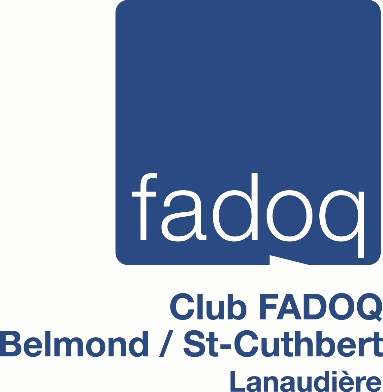 fadoq
Club FADOQ
Belmond / St-Cuthbert
Lanaudière